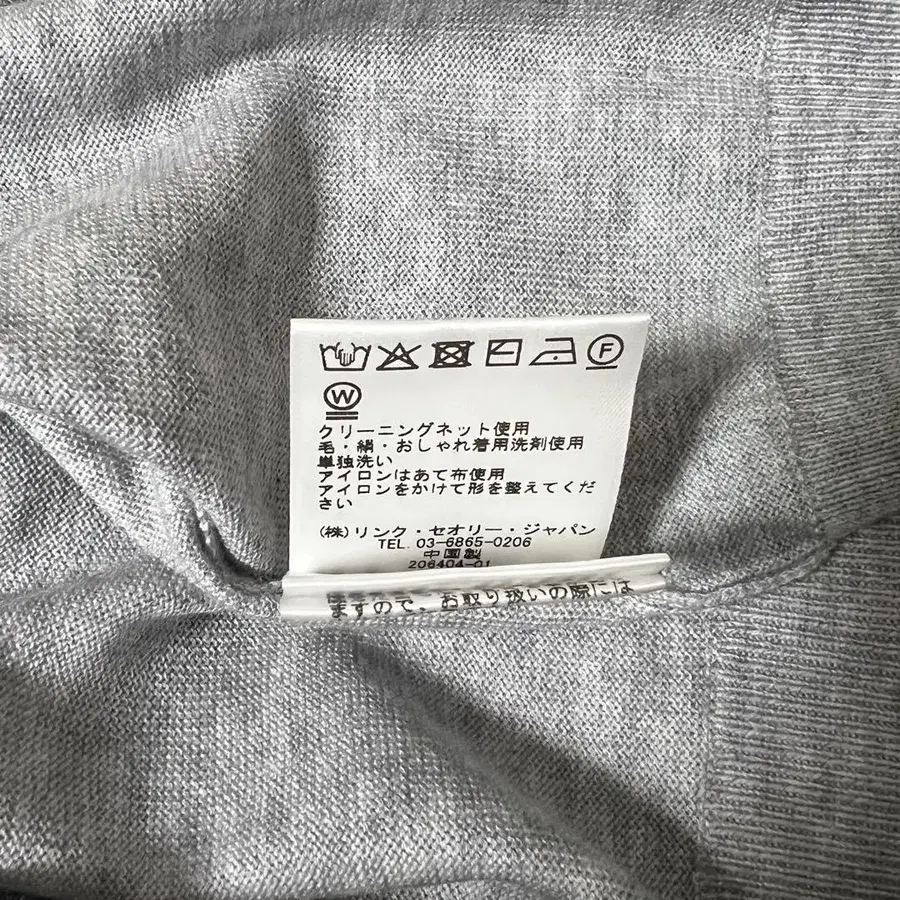 F
W
クリーニングネット使用
毛・絹・おしゃれ着用洗剤使用
単独洗い
アイロンはあて布使用
アイロンをかけて形を整えてくだ
さい
(株)リンク・セオリー・ジャパン
TEL. 03-6865-0206
中国製
206404-01
ますので、お取り扱いの際には